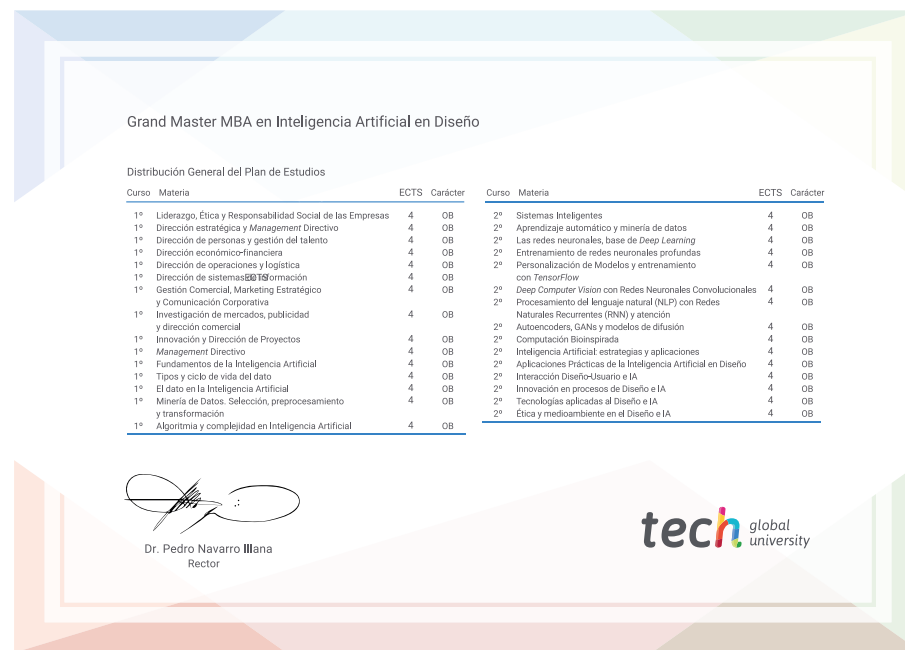 Grand Master MBA en Inteligencia Artificial en Diseño
Distribución General del Plan de Estudios
Curso Materia ECTS Carácter
1º Liderazgo, Ética y Responsabilidad Social de las Empresas 4 OB
1º Dirección estratégica y Management Directivo 4 OB
1º Dirección de personas y gestión del talento 4 OB
1º Dirección económico-financiera 4 OB
1º Dirección de operaciones y logística 4 OB
1º Dirección de sistemas formación 4 OB
1º Gestión Comercial, Marketing Estratégico 4 OB
y Comunicación Corporativa
1º Investigación de mercados, publicidad 4 OB
y dirección comercial
1º Innovación y Dirección de Proyectos 4 OB
1º Management Directivo 4 OB
1º Fundamentos de la Inteligencia Artificial 4 OB
1º Tipos y ciclo de vida del dato 4 OB
1º El dato en la Inteligencia Artificial 4 OB
1º Minería de Datos. Selección, preprocesamiento 4 OB
y transformación
1º Algoritmia y complejidad en Inteligencia Artificial 4 OB
Curso Materia ECTS Carácter
2º Sistemas Inteligentes 4 OB
2º Aprendizaje automático y minería de datos 4 OB
2º Las redes neuronales, base de Deep Learning 4 OB
2º Entrenamiento de redes neuronales profundas 4 OB
2º Personalización de Modelos y entrenamiento 4 OB
con TensorFlow
2º Deep Computer Vision con Redes Neuronales Convolucionales 4 OB
2º Procesamiento del lenguaje natural (NLP) con Redes 4 OB
Naturales Recurrentes (RNN) y atención
2º Autoencoders, GANs y modelos de difusión 4 OB
2º Computación Bioinspirada 4 OB
2º Inteligencia Artificial: estrategias y aplicaciones 4 OB
2º Aplicaciones Prácticas de la Inteligencia Artificial en Diseño 4 OB
2º Interacción Diseño-Usuario e IA 4 OB
2º Innovación en procesos de Diseño e IA 4 OB
2º Tecnologías aplicadas al Diseño e IA 4 OB
2º Ética y medioambiente en el Diseño e IA 4 OB
Dr. Pedro Navarro Illana
Rector
tech global
university